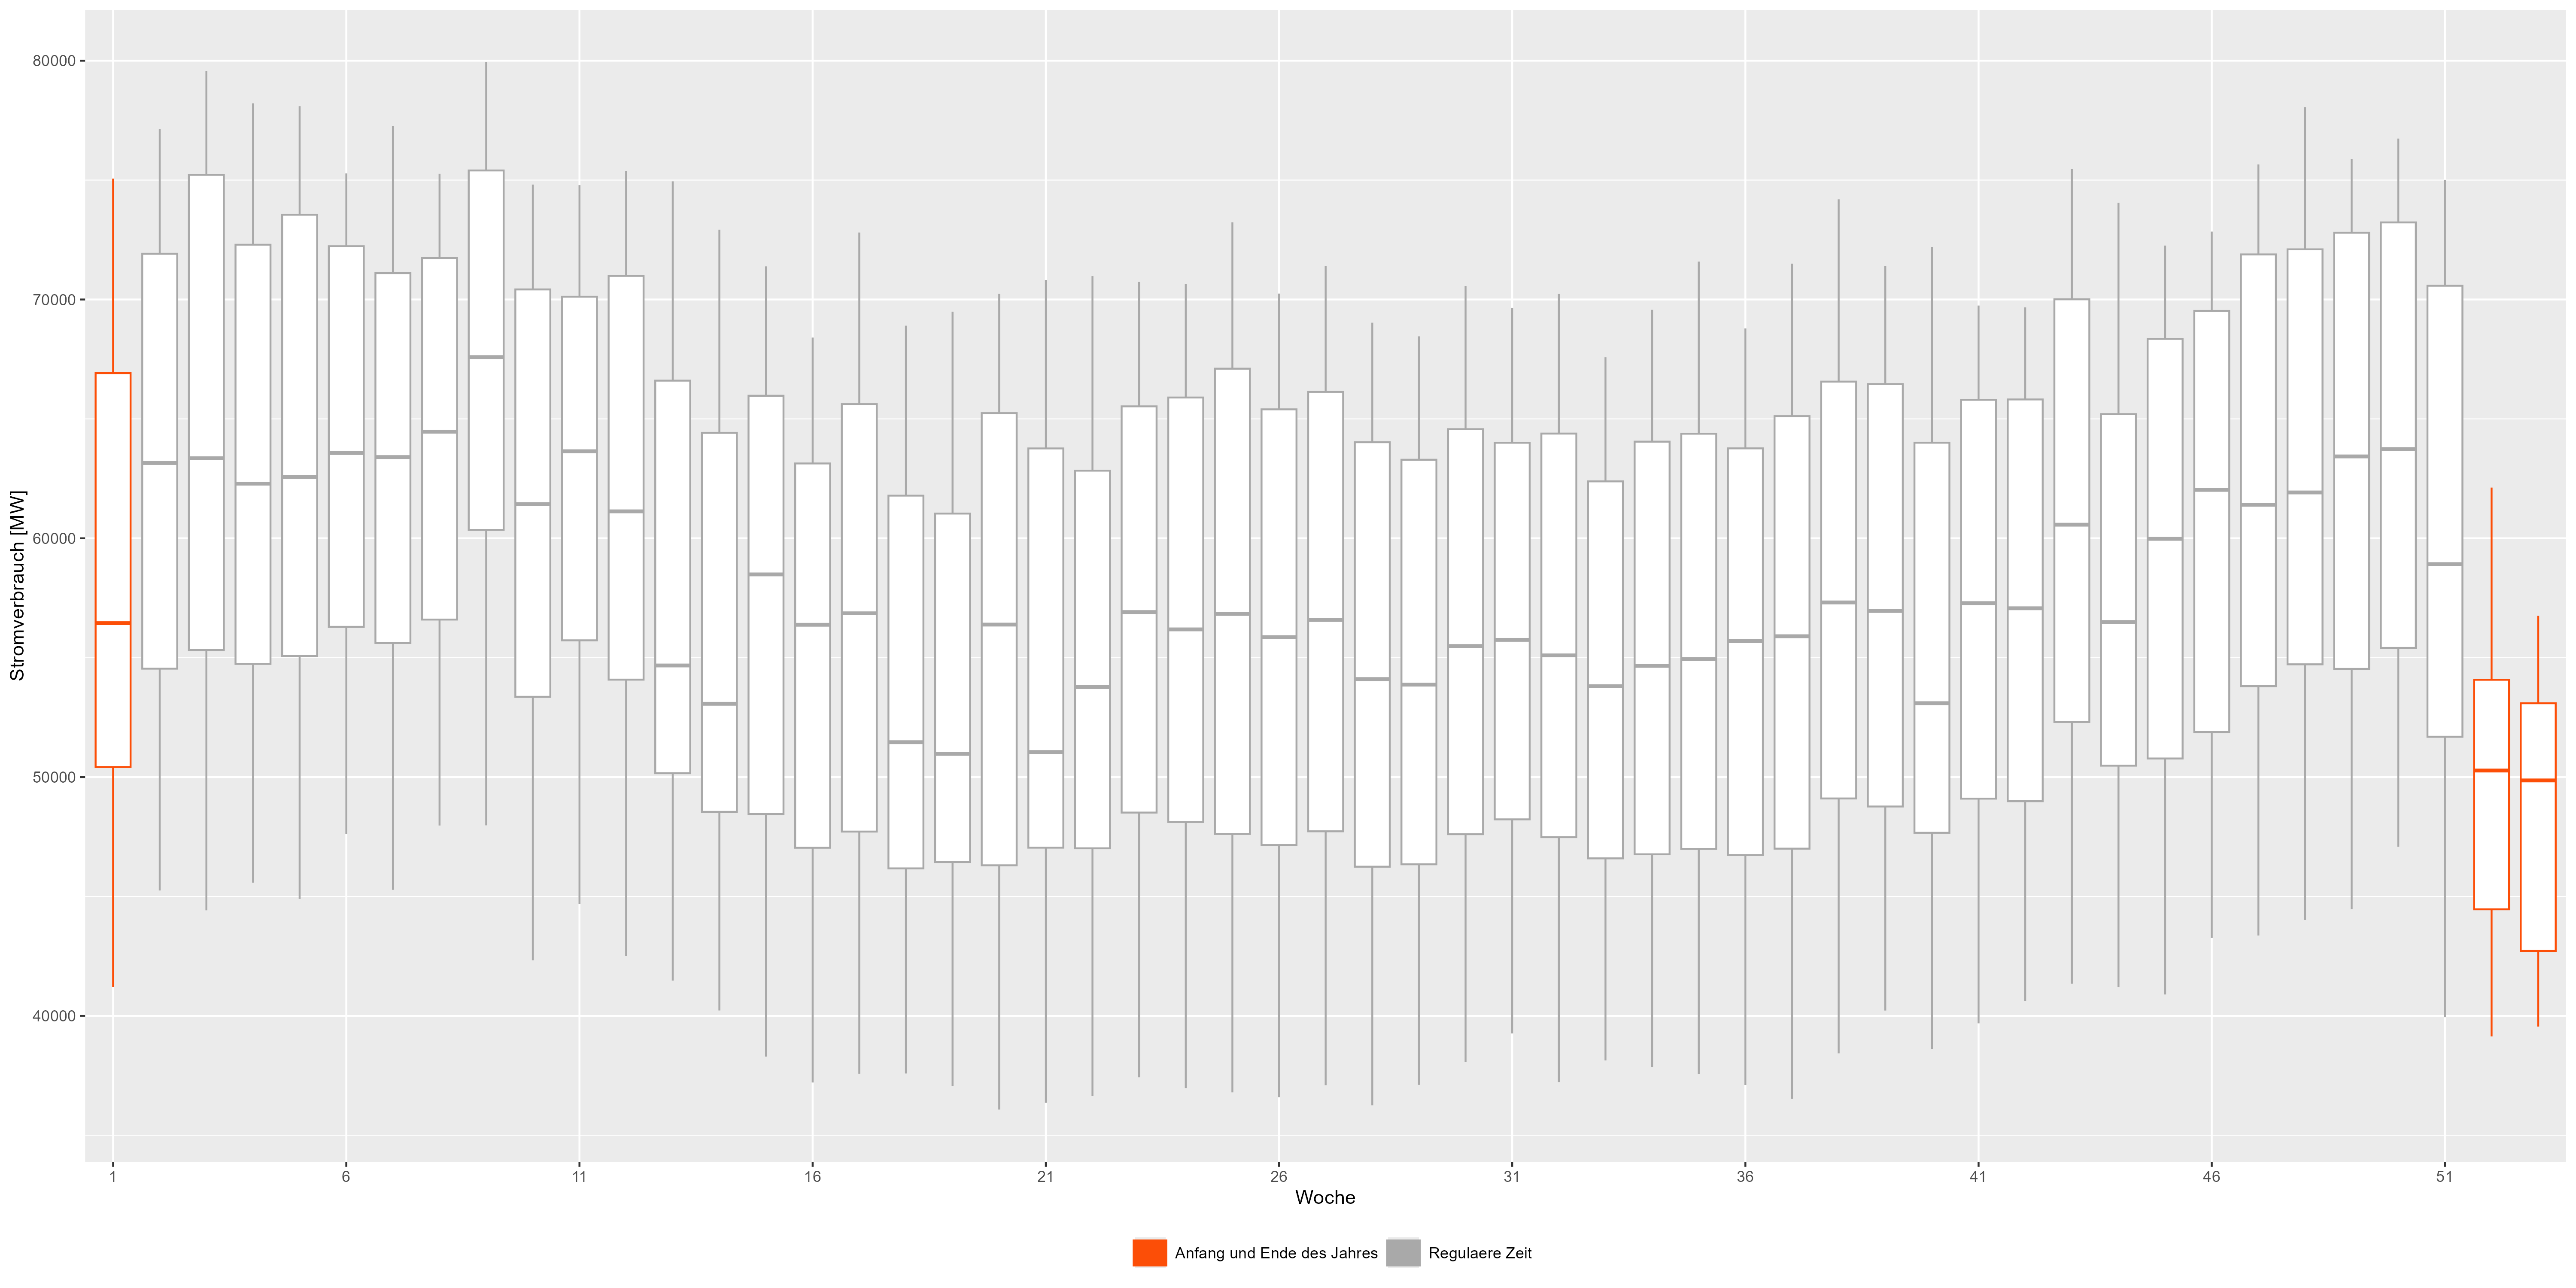 80000
70000
60000
50000
40000
Stromverbrauch [MW]
1 6 11 16 21 26 31 36 41 46 51
Woche
Anfang und Ende des Jahres Regulaere Zeit